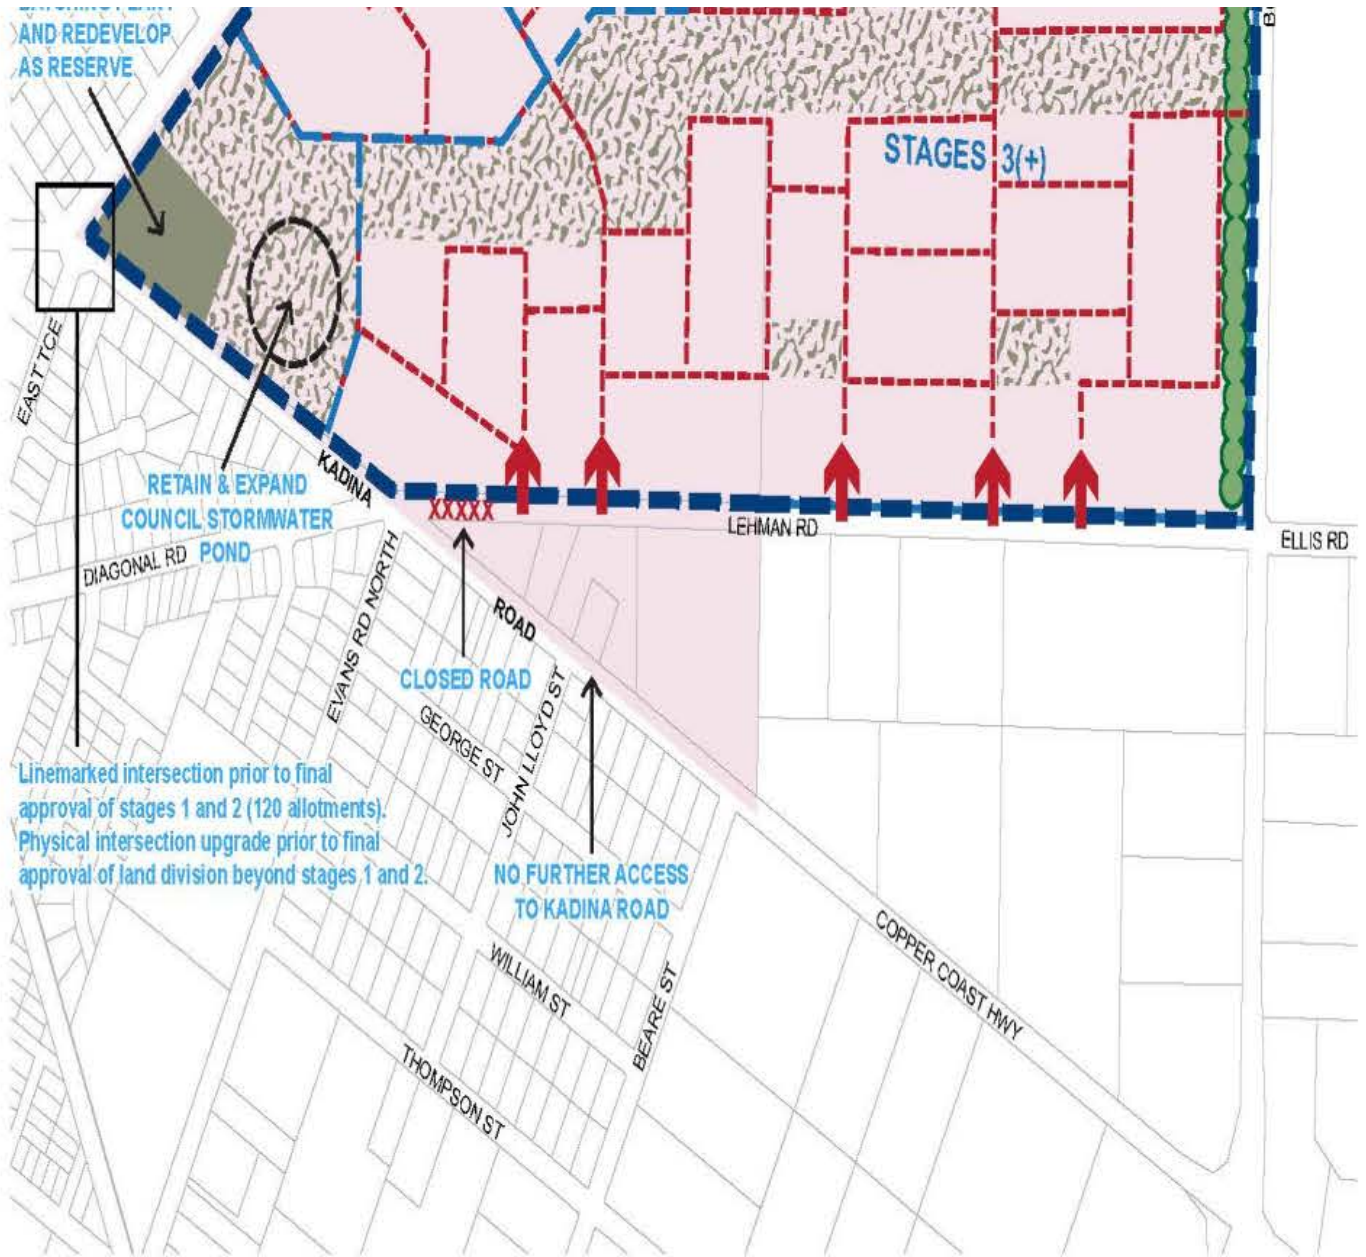 AND REDEVELOP
AS RESERVE
STAGES 3(+)
EAST TCE
KADINA
RETAIN & EXPAND
COUNCIL STORMWATER
POND
XXXXX
LEHMAN RD
ELLIS RD
DIAGONAL RD
EVANS RD NORTH
ROAD
CLOSED ROAD
GEORGE ST
JOHN LLOYD ST
Linemarked intersection prior to final
approval of stages 1 and 2 (120 allotments).
Physical intersection upgrade prior to final
approval of land division beyond stages 1 and 2.
NO FURTHER ACCESS
TO KADINA ROAD
COPPER COAST HWY
WILLIAM ST
BEARE ST
THOMPSON ST